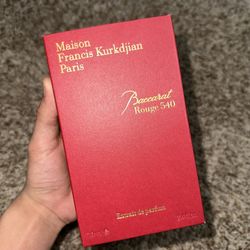 Maison
Francis Kurkdjian
Paris
Baccarat
Rouge 540
Extrait de parfum